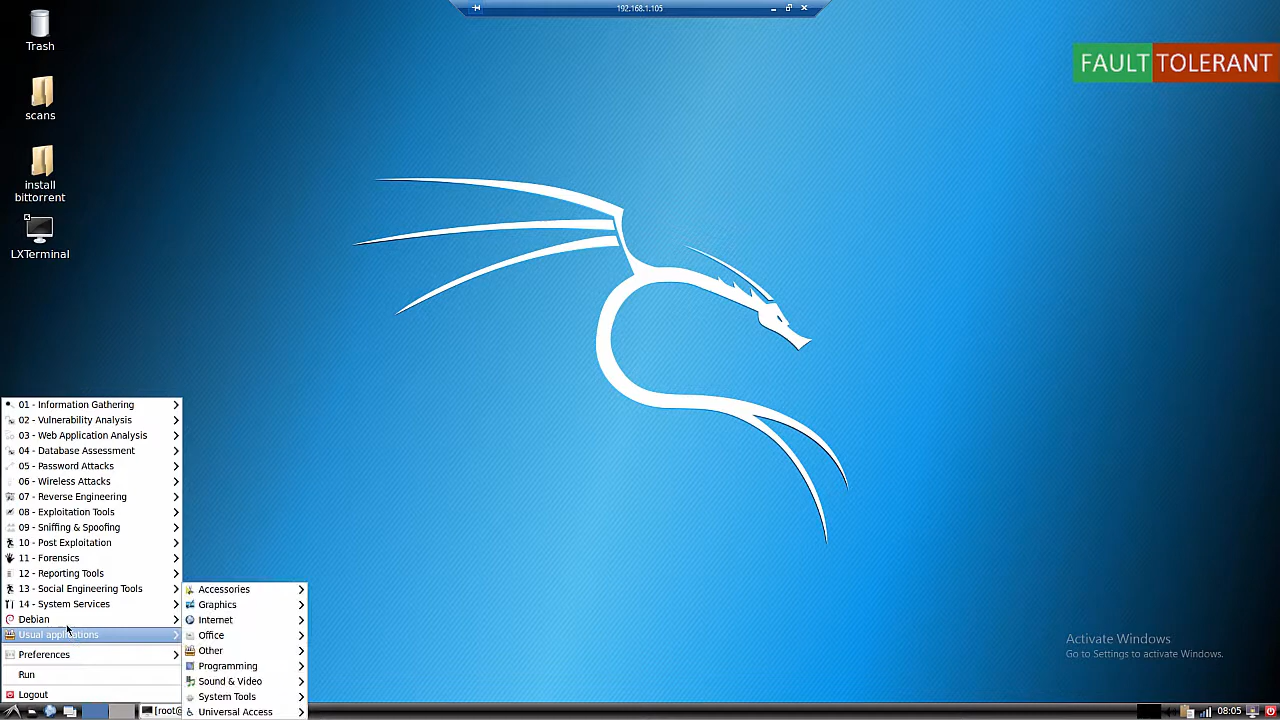 192.168.1.105
Trash
FAULT TOLERANT
scans
install
bittorrent
LXTerminal
01 - Information Gathering
02 - Vulnerability Analysis
03 - Web Application Analysis
04 - Database Assessment
05 - Password Attacks
06 - Wireless Attacks
07 - Reverse Engineering
08 - Exploitation Tools
09 - Sniffing & Spoofing
10 - Post Exploitation
11 - Forensics
12 - Reporting Tools
13 - Social Engineering Tools
14 - System Services
Debian
Usual applications
Preferences
Run
Logout
Accessories
Graphics
Internet
Office
Other
Programming
Sound & Video
System Tools
Universal Access
Activate Windows
Go to Settings to activate Windows.
[root@
08:05